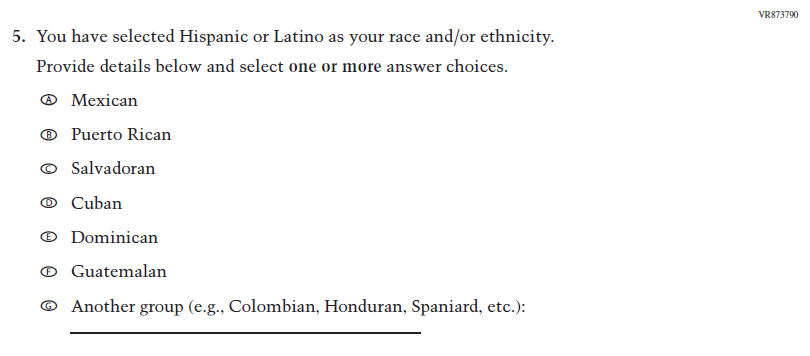 VR873790
5. You have selected Hispanic or Latino as your race and/or ethnicity.
Provide details below and select one or more answer choices.
A Mexican
B Puerto Rican
C Salvadoran
D Cuban
E Dominican
F Guatemalan
G Another group (e.g., Colombian, Honduran, Spaniard, etc.):